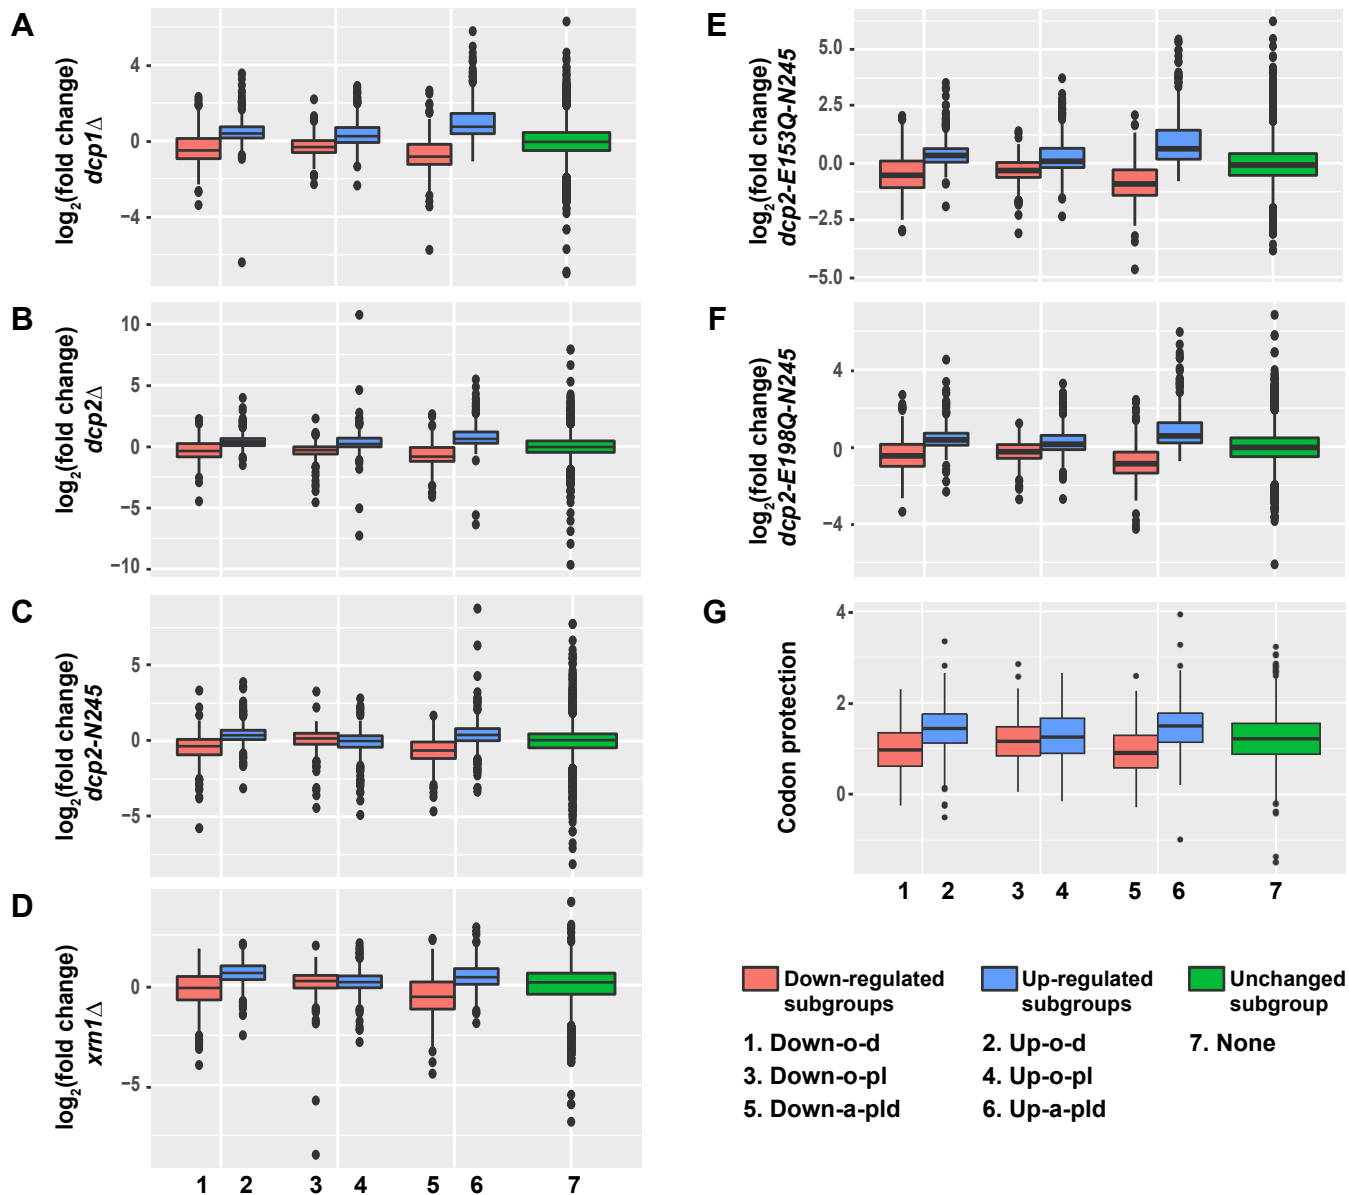 A
log₂(fold change)
dcp1Δ
4
0
−4
B
log₂(fold change)
dcp2Δ
10
5
0
−5
−10
C
log₂(fold change)
dcp2-N245
5
0
−5
D
log₂(fold change)
xrn1Δ
0
−5
1 2 3 4 5 6 7
E
log₂(fold change)
dcp2-E153Q-N245
5.0
2.5
0.0
−2.5
−5.0
F
log₂(fold change)
dcp2-E198Q-N245
4
0
−4
G
Codon protection
4
2
0
1 2 3 4 5 6 7
Down-regulated
subgroups
1. Down-o-d
3. Down-o-pl
5. Down-a-pld
Up-regulated
subgroups
2. Up-o-d
4. Up-o-pl
6. Up-a-pld
Unchanged
subgroup
7. None